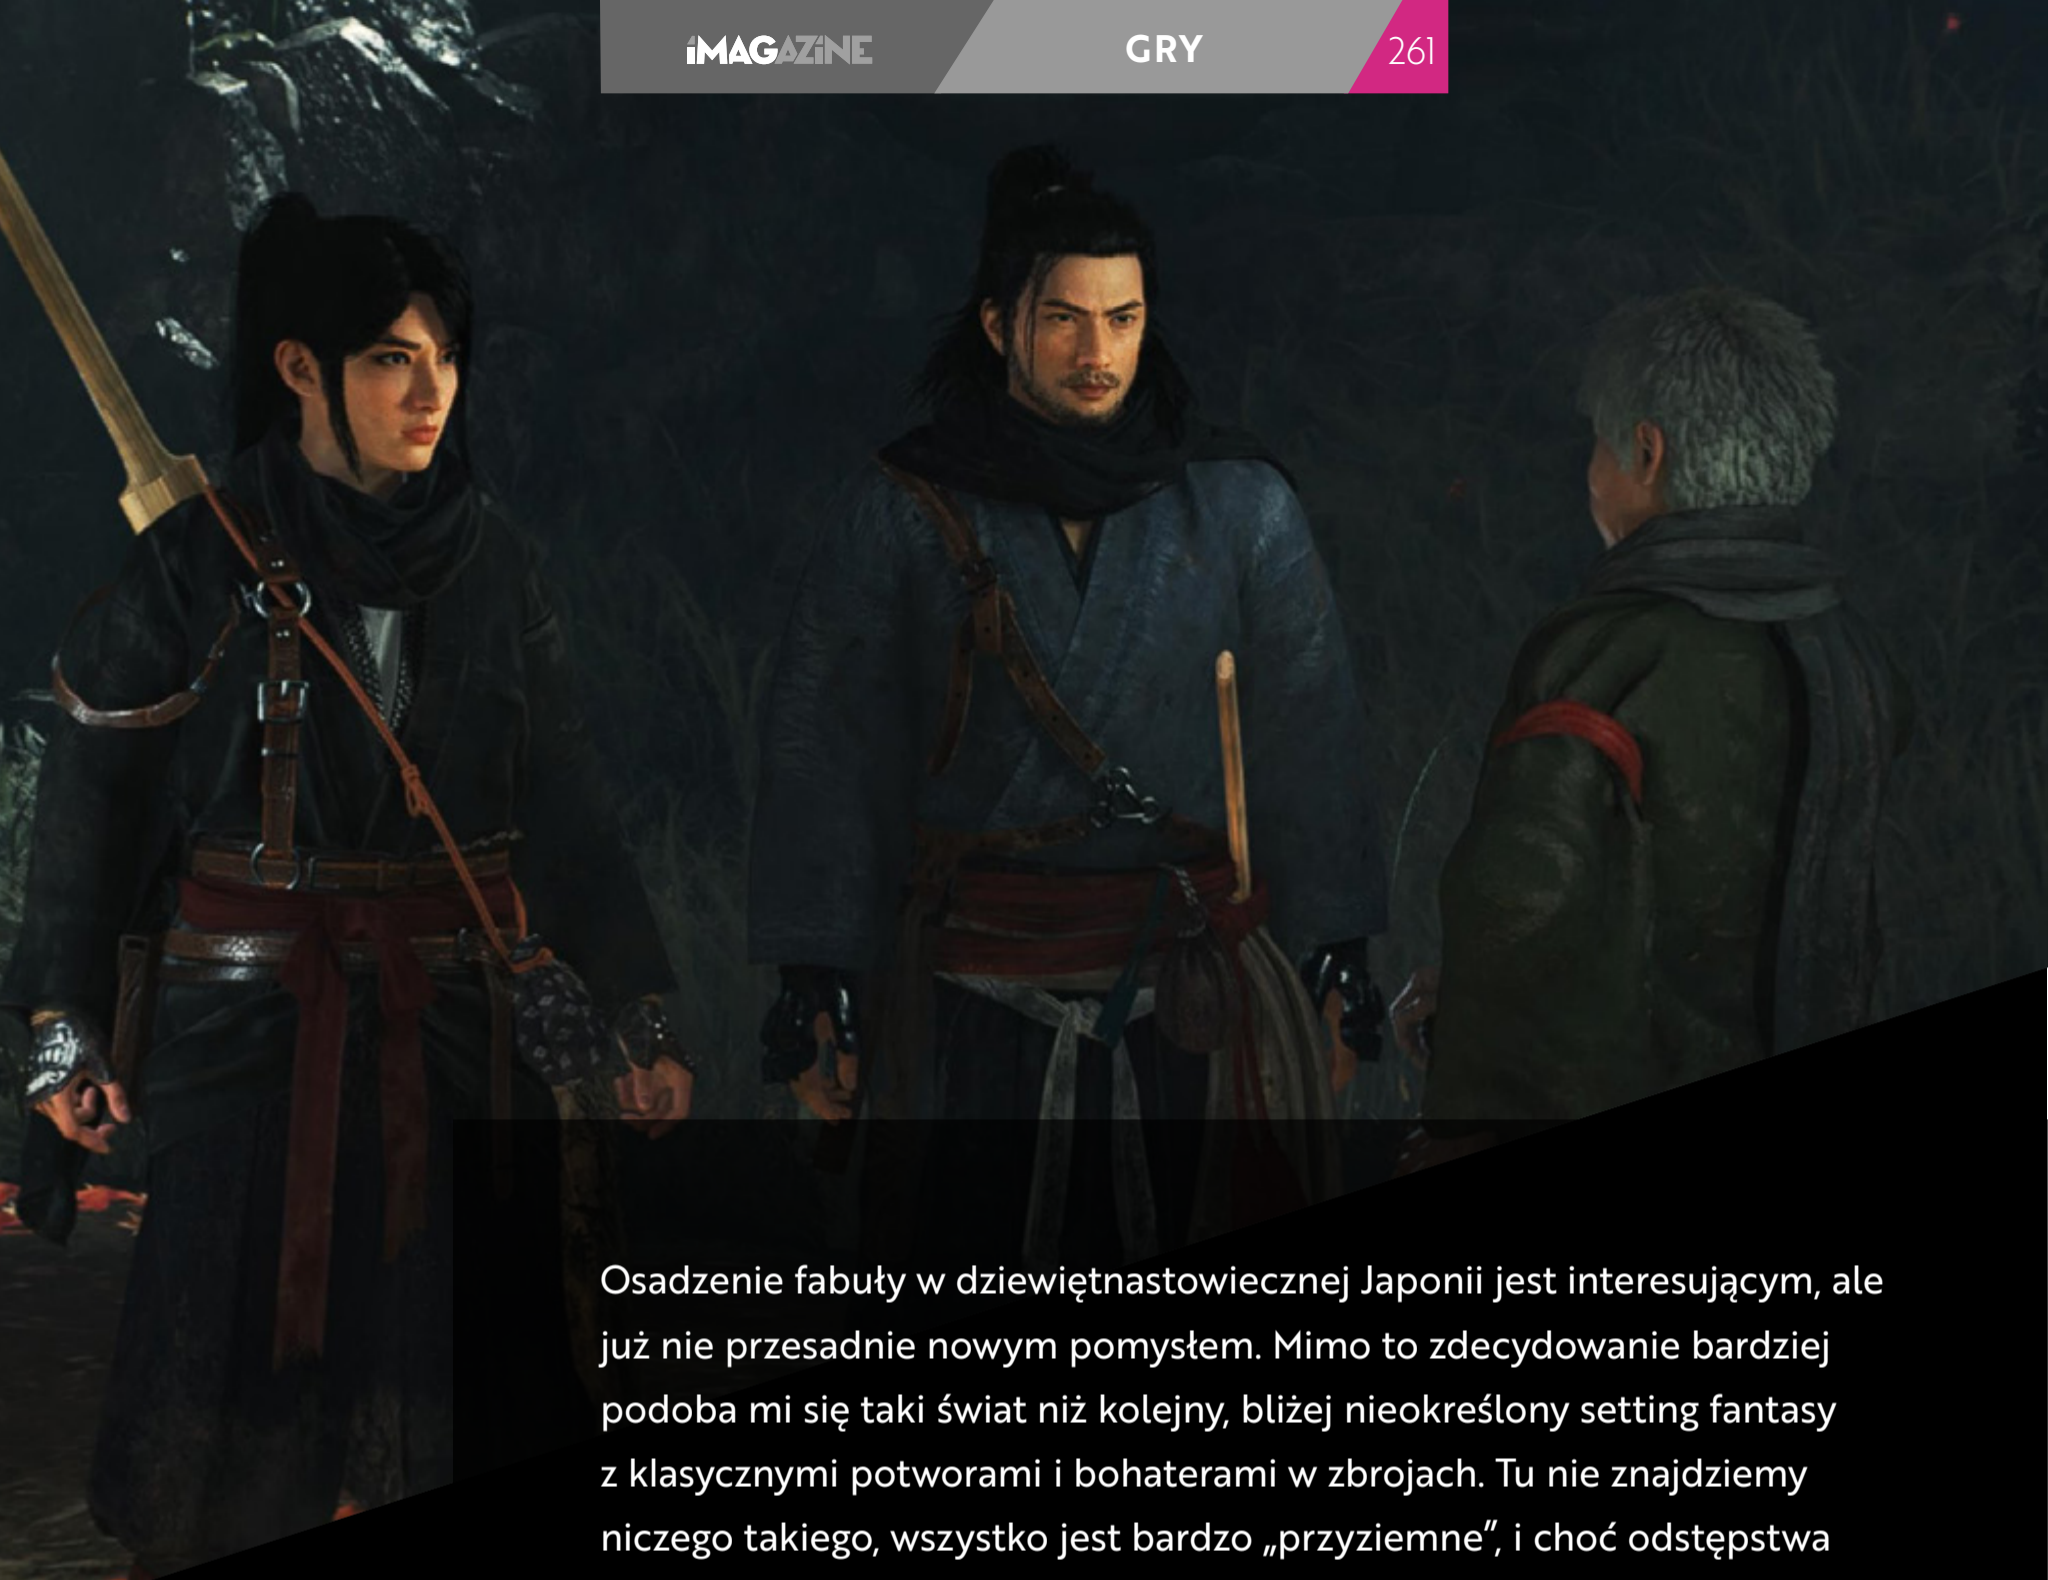 iMAGAZINE
GRY
261
Osadzenie fabuły w dziewiętnastowiecznej Japonii jest interesującym, ale
już nie przesadnie nowym pomysłem. Mimo to zdecydowanie bardziej
podoba mi się taki świat niż kolejny, bliżej nieokreślony setting fantasy
z klasycznymi potworami i bohaterami w zbrojach. Tu nie znajdziemy
niczego takiego, wszystko jest bardzo „przyziemne”, i choć odstępstwa